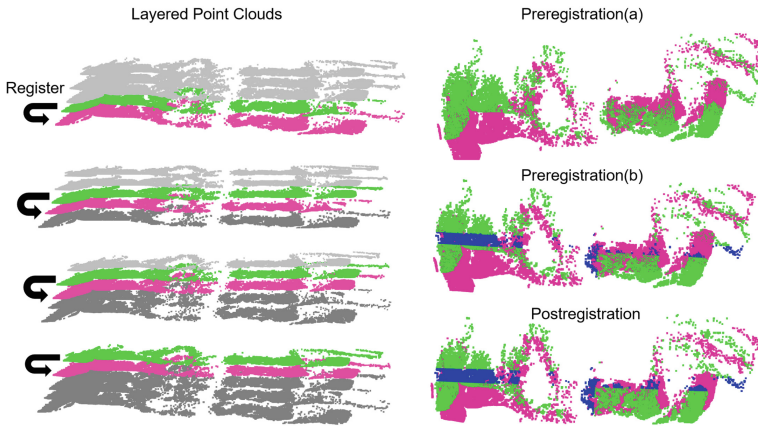 Layered Point Clouds
Register
Preregistration(a)
Preregistration(b)
Postregistration